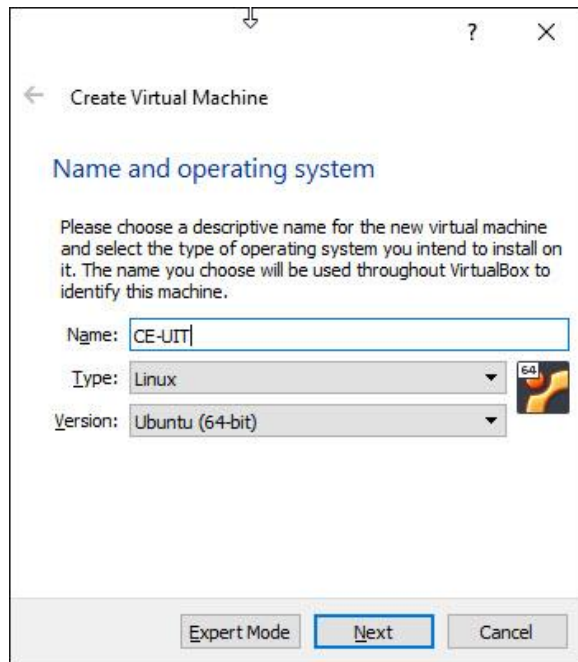 ?
Create Virtual Machine
Name and operating system
Please choose a descriptive name for the new virtual machine
and select the type of operating system you intend to install on
it. The name you choose will be used throughout VirtualBox to
identify this machine.
Name: CE-UIT
Type: Linux
64
Version: Ubuntu (64-bit)
Expert Mode Next Cancel